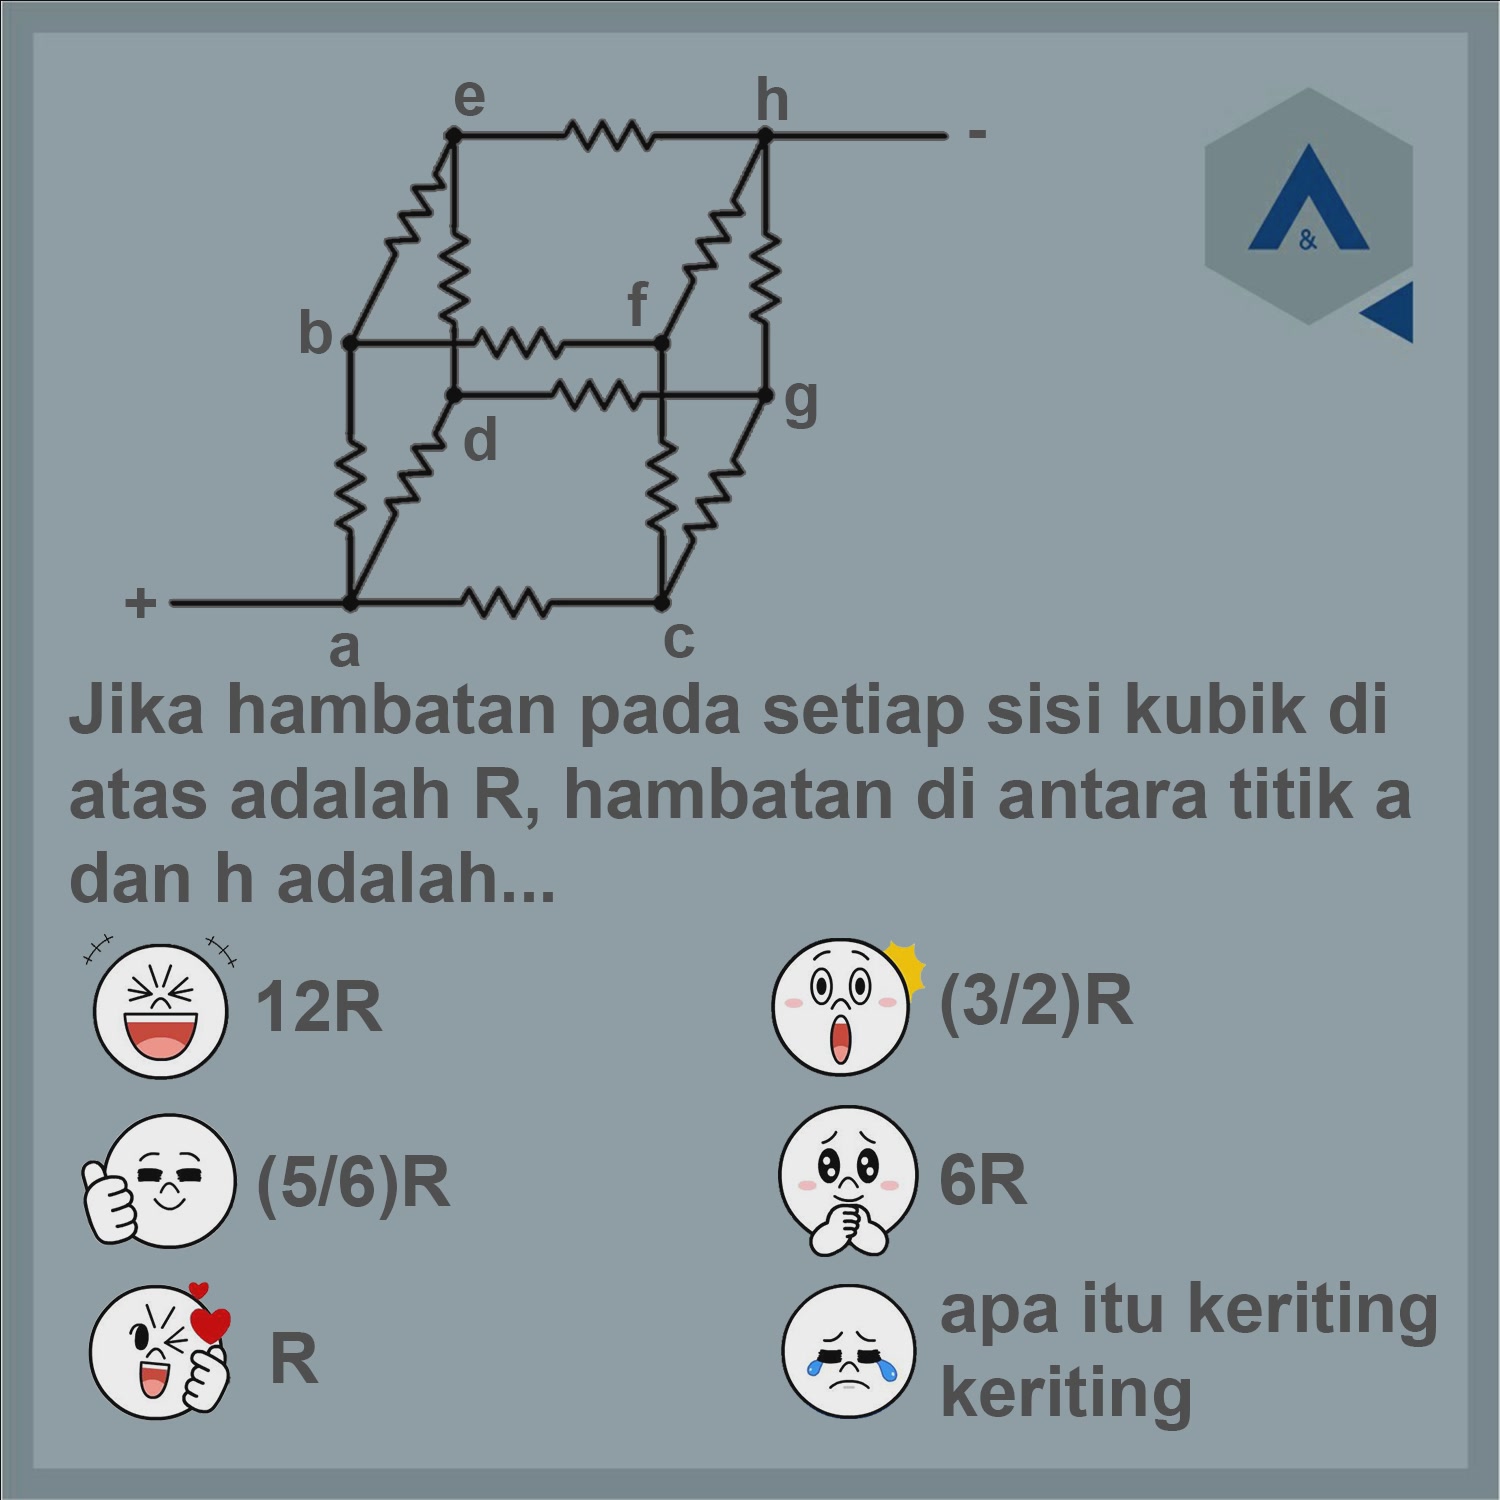 e
h
-
&
f
b
g
d
+
a
c
Jika hambatan pada setiap sisi kubik di
atas adalah R, hambatan di antara titik a
dan h adalah...
12R
(3/2)R
(5/6)R
6R
R
apa itu keriting
keriting